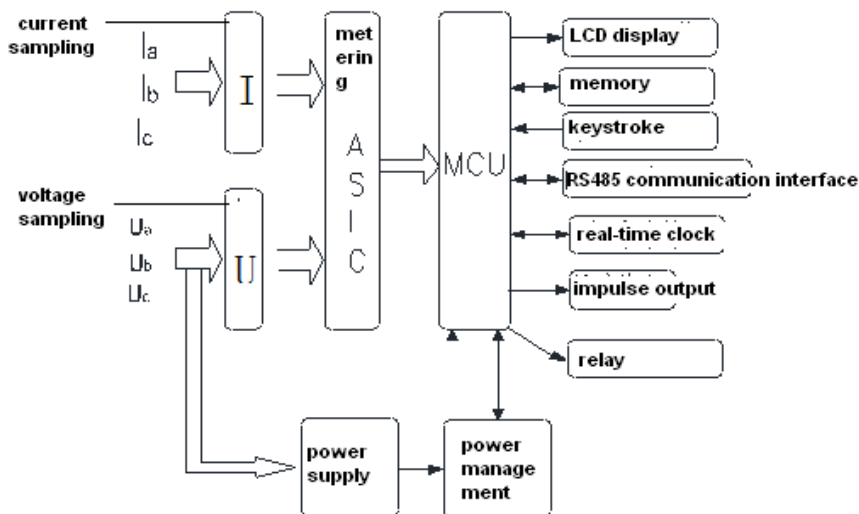 current
sampling
Ia
Ib
Ic
I
voltage
sampling
Ua
Ub
Uc
U
met
erin
g
A
S
I
C
MCU
LCD display
memory
keystroke
RS485 communication interface
real-time clock
impulse output
relay
power
supply
power
manage
ment